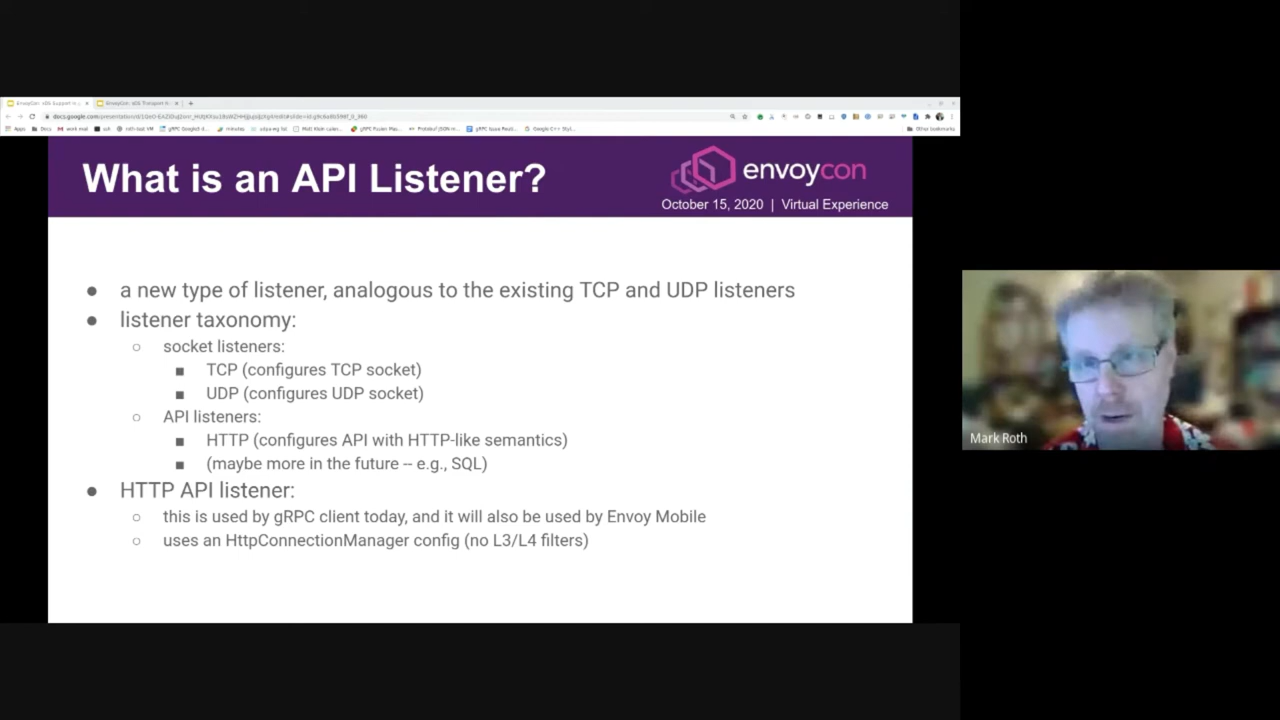 What is an API Listener?
envoycon
October 15, 2020 | Virtual Experience
● a new type of listener, analogous to the existing TCP and UDP listeners
● listener taxonomy:
○ socket listeners:
■ TCP (configures TCP socket)
■ UDP (configures UDP socket)
○ API listeners:
■ HTTP (configures API with HTTP-like semantics)
■ (maybe more in the future -- e.g., SQL)
● HTTP API listener:
○ this is used by gRPC client today, and it will also be used by Envoy Mobile
○ uses an HttpConnectionManager config (no L3/L4 filters)
Mark Roth